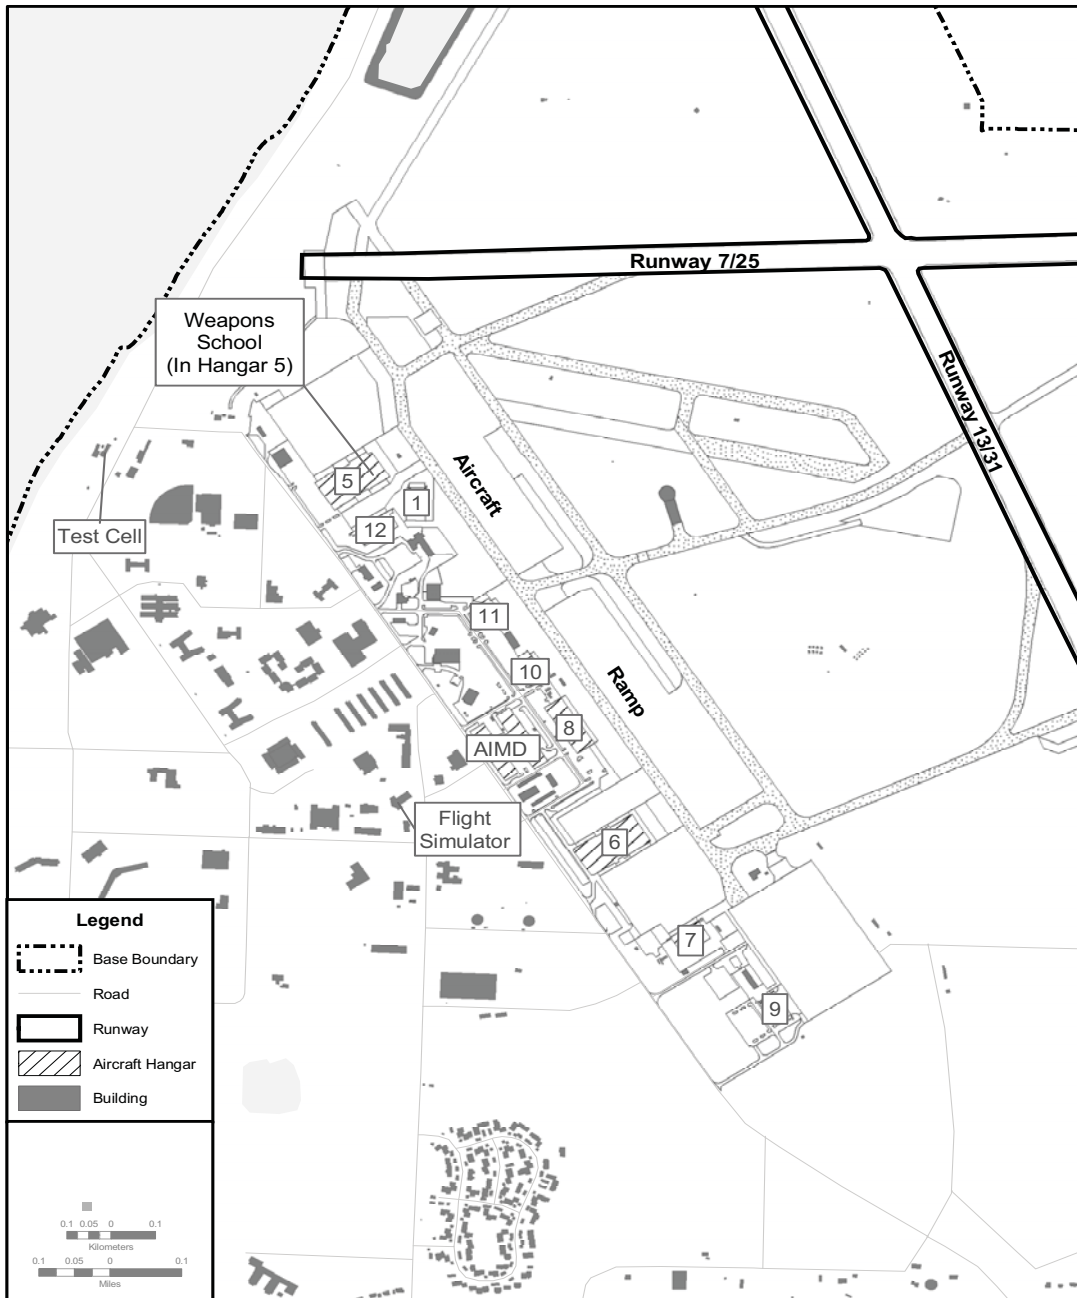 Runway 7/25
Weapons
School
(In Hangar 5)
Runway 13/31
Aircraft
5
1
12
Test Cell
11
10
Ramp
8
AIMD
Flight
Simulator
6
7
9
Legend
Base Boundary
Road
Runway
Aircraft Hangar
Building
0.1 0.05 0 0.1
Kilometers
0.1 0.05 0 0.1
Miles